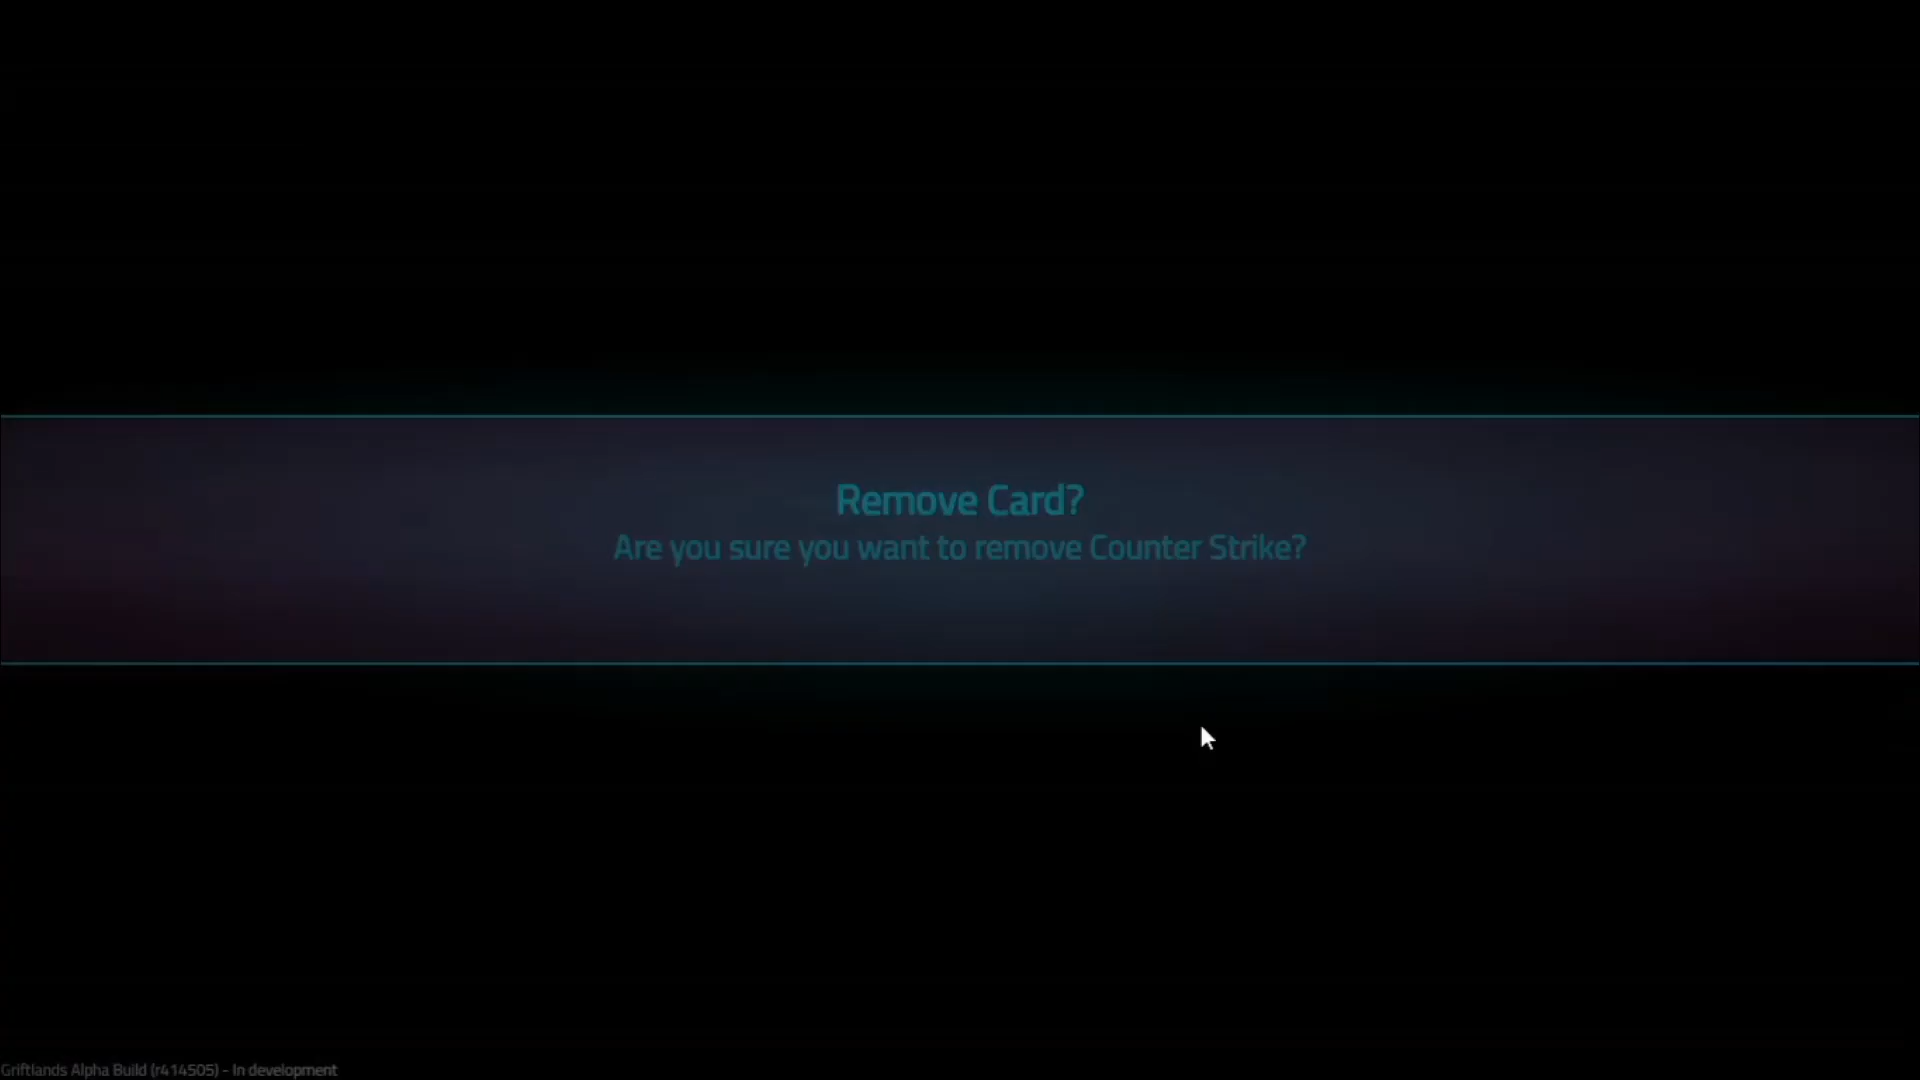 Remove Card?
Are you sure you want to remove Counter Strike?
Griftlands Alpha Build (r414505) - In development